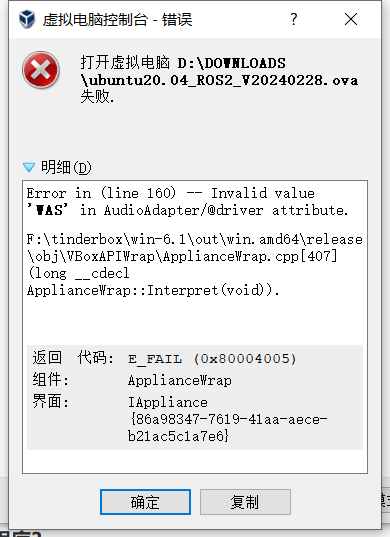 虚拟电脑控制台 - 错误
打开虚拟电脑 D:\DOWNLOADS
\ubuntu20.04_ROS2_V20240228.ova
失败.
明细(D)
Error in (line 160) -- Invalid value
'WAS' in AudioAdapter/@driver attribute.
F:\tinderbox\win-6.1\out\win.amd64\release
\obj\VBoxAPIWrap\ApplianceWrap.cpp[407]
(long __cdecl
ApplianceWrap::Interpret(void)).
返回 代码: E_FAIL (0x80004005)
组件: ApplianceWrap
界面: IAppliance
{86a98347-7619-41aa-aece-
b21ac5c1a7e6}
确定 复制